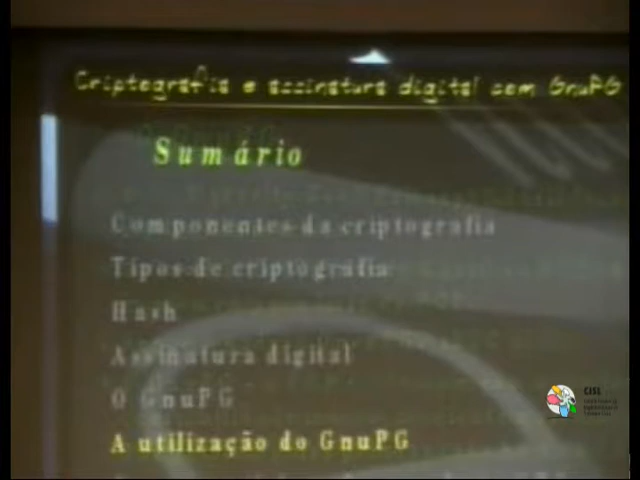 Criptografia e assinatura digital com GnuPG
Sumário
Componentes da criptografia
Tipos de criptografia
Hash
Assinatura digital
O GnuPG
A utilização do GnuPG
CISL